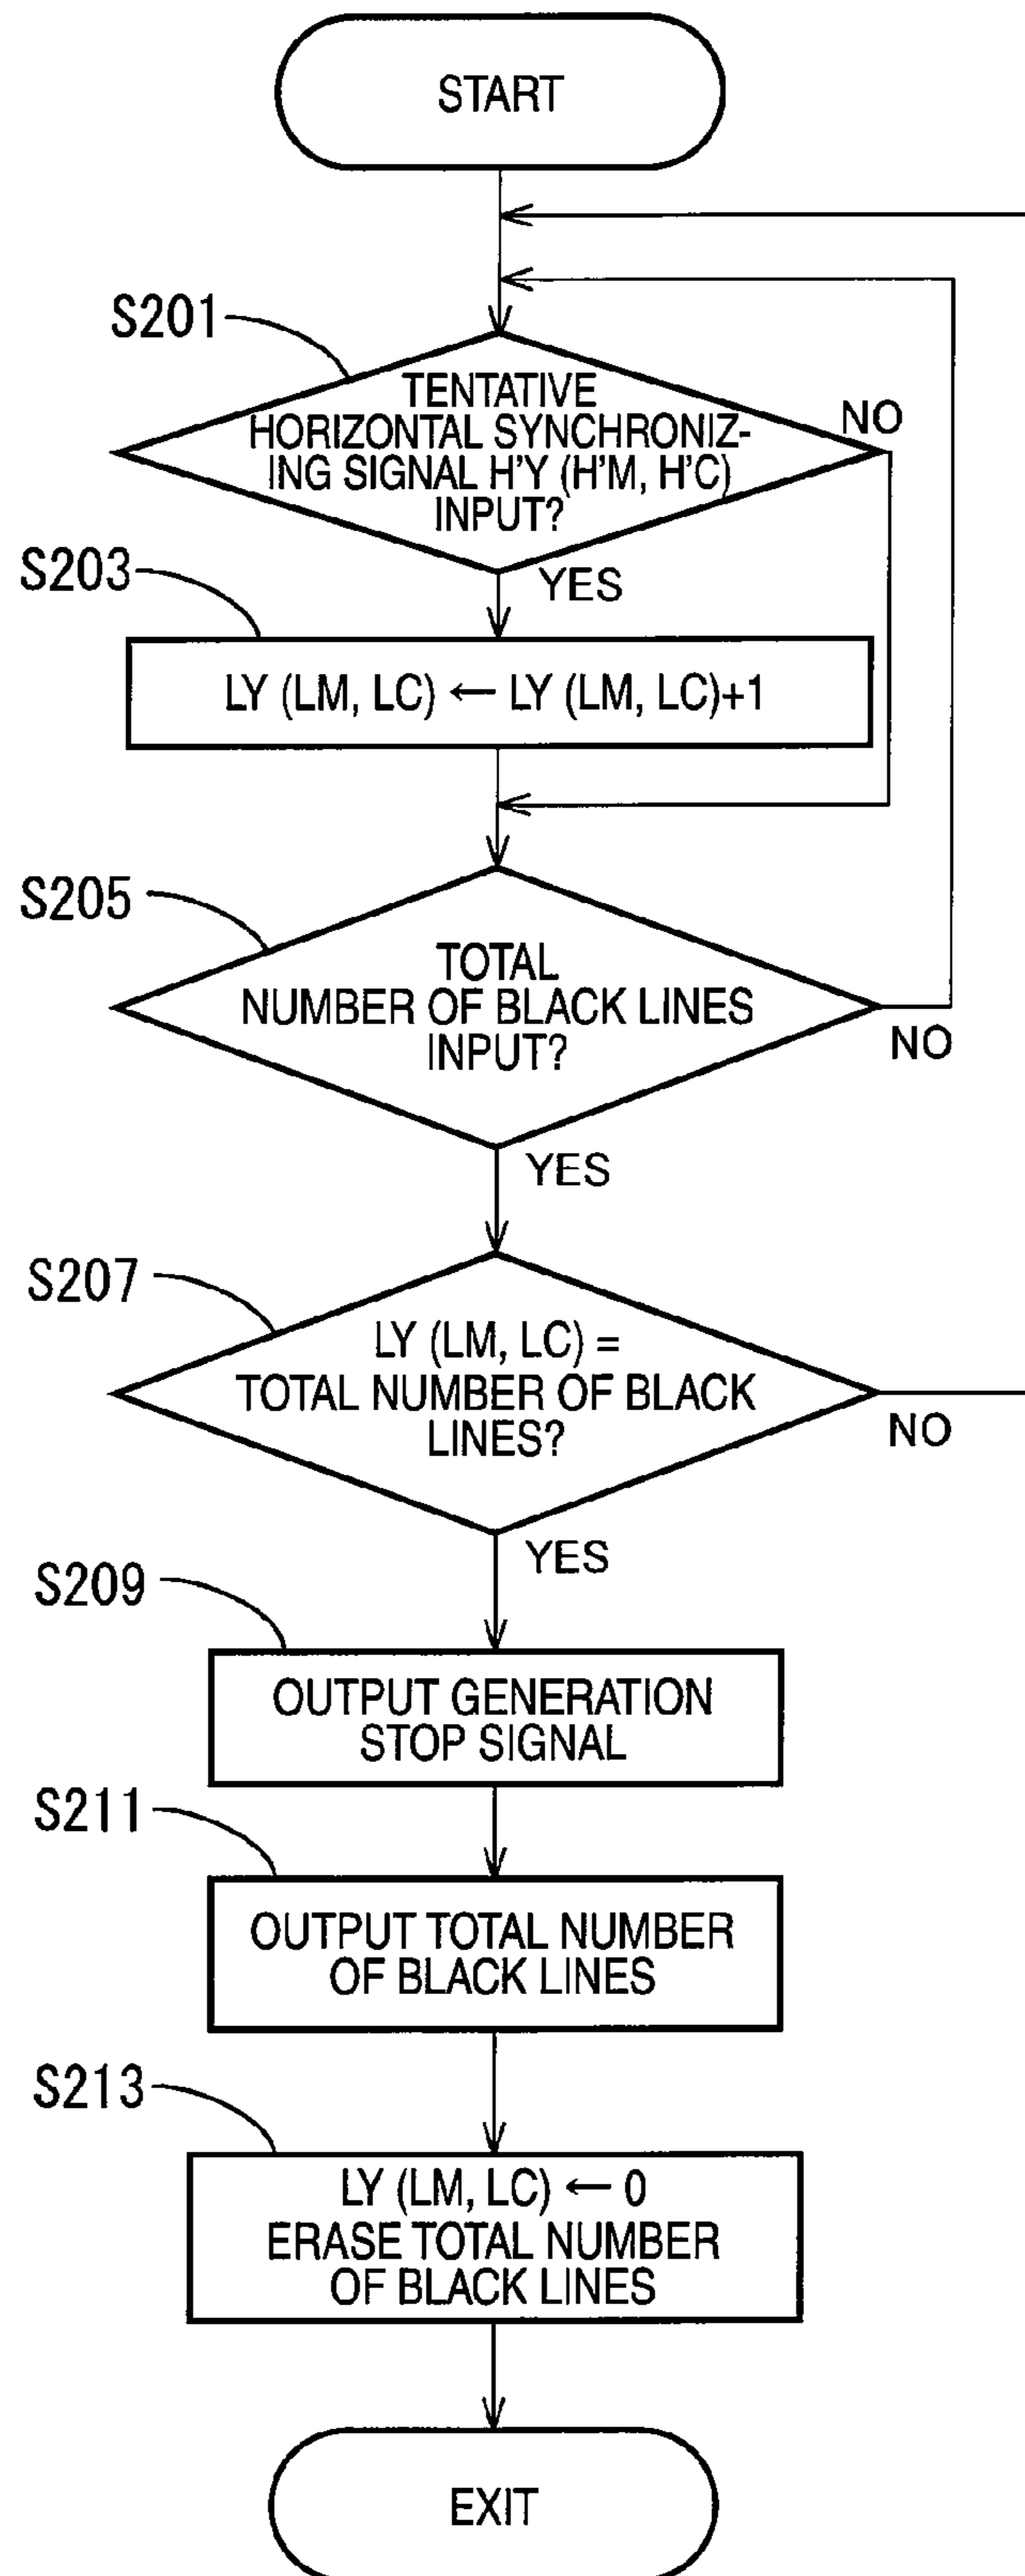 START
S201
TENTATIVE
HORIZONTAL SYNCHRONIZ-
ING SIGNAL H'Y (H'M, H'C)
INPUT?
NO
YES
S203
LY (LM, LC) ← LY (LM, LC)+1
S205
TOTAL
NUMBER OF BLACK LINES
INPUT?
NO
YES
S207
LY (LM, LC) =
TOTAL NUMBER OF BLACK
LINES?
NO
YES
S209
OUTPUT GENERATION
STOP SIGNAL
S211
OUTPUT TOTAL NUMBER
OF BLACK LINES
S213
LY (LM, LC) ← 0
ERASE TOTAL NUMBER
OF BLACK LINES
EXIT